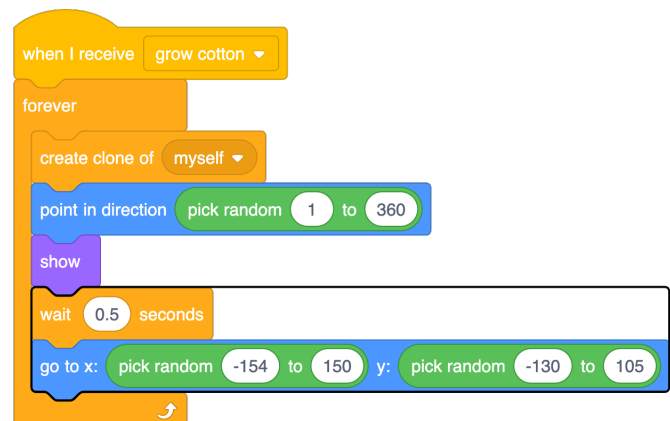 when I receive grow cotton
forever
create clone of myself
point in direction pick random 1 to 360
show
wait 0.5 seconds
go to x: pick random -154 to 150 y: pick random -130 to 105